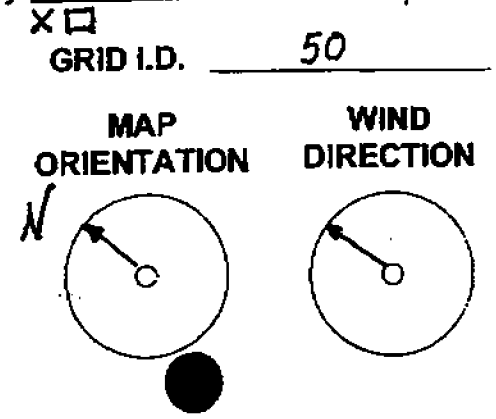 X
GRID I.D. 50
MAP ORIENTATION
WIND DIRECTION
N